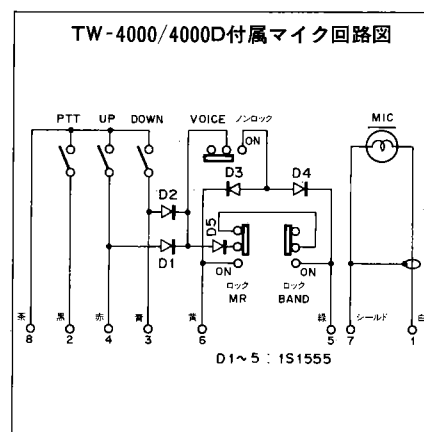 TW-4000/4000D付属マイク回路図
PTT UP DOWN VOICE ノンロック MIC
ON
D3 D4
D2
D5
D1
ON ON
ロック ロック
MR BAND
茶 黒 赤 青 黄 緑 シールド 白
8 2 4 3 6 5 7 1
D1~5 : 1S1555